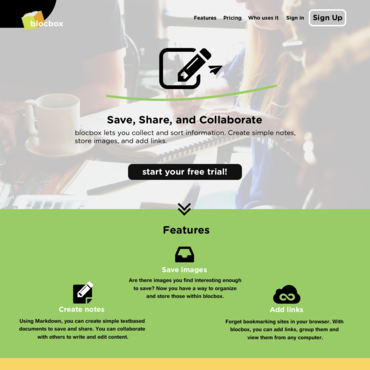 blocbox
Features Pricing Who uses it Sign in Sign Up
Save, Share, and Collaborate
blocbox lets you collect and sort information. Create simple notes,
store images, and add links.
start your free trial!
Features
Save images
Are there images you find interesting enough
to save? Now you have a way to organize
and store those within blocbox.
Create notes
Using Markdown, you can create simple textbased
documents to save and share. You can collaborate
with others to write and edit content.
Add links
Forget bookmarking sites in your browser. With
blocbox, you can add links, group them and
view them from any computer.